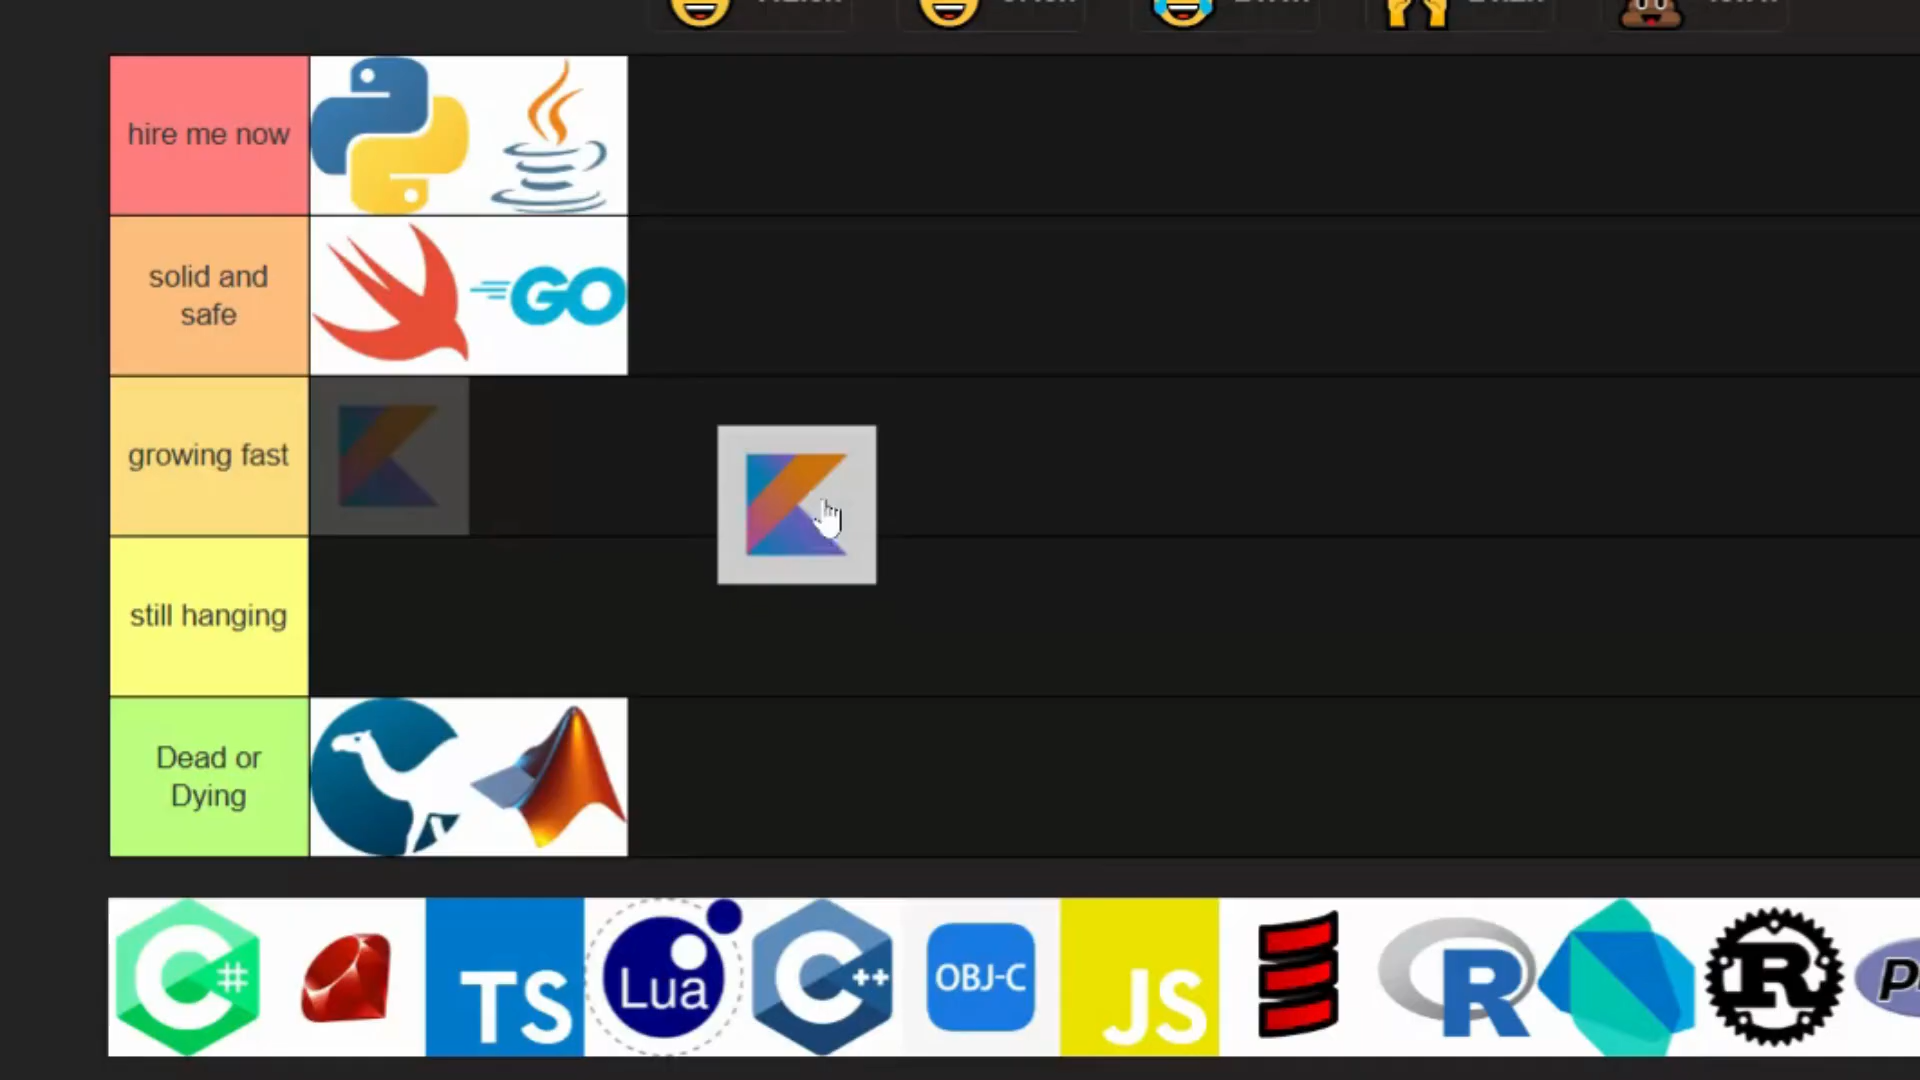 hire me now
solid and
safe
GO
growing fast
still hanging
Dead or
Dying
C#
TS
Lua
C++
OBJ-C
JS
R
R